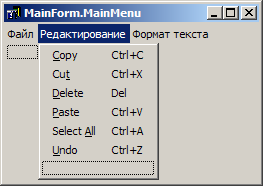 MainForm.MainMenu
Файл Редактирование Формат текста
Copy Ctrl+C
Cut Ctrl+X
Delete Del
Paste Ctrl+V
Select All Ctrl+A
Undo Ctrl+Z